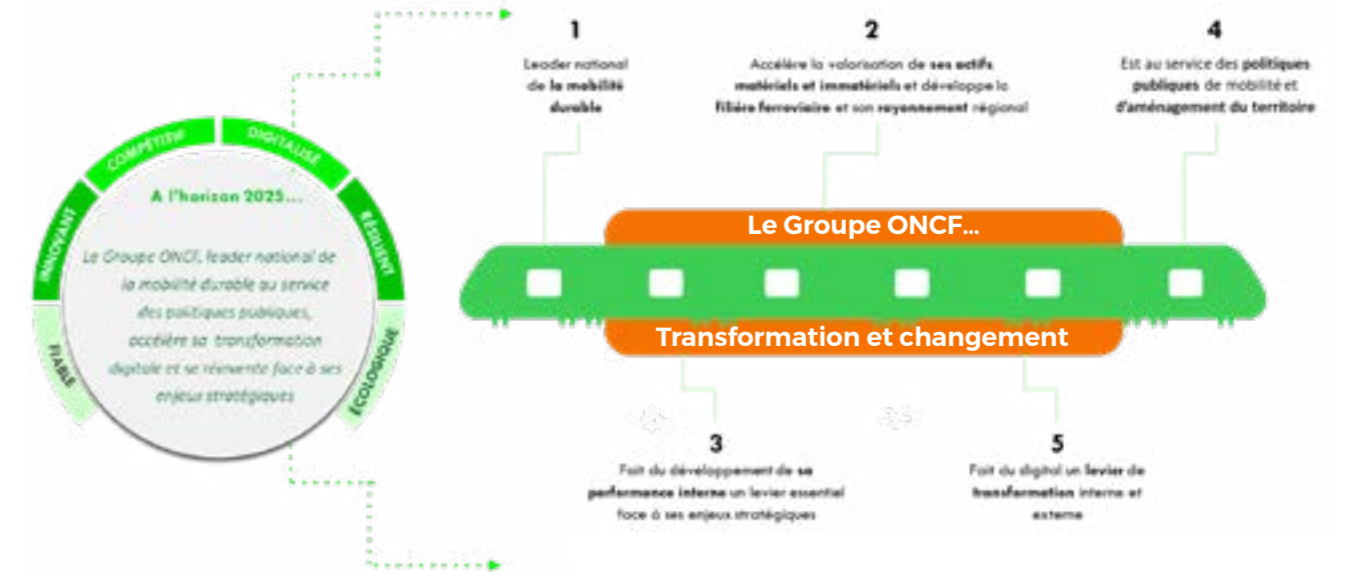 INNOVANT
COMPÉTITIF
DIGITALISÉ
RÉSILIENT
FIABLE
ÉCOLOGIQUE
A l'horizon 2025...
Le Groupe ONCF, leader national de
la mobilité durable au service
des politiques publiques,
accélère sa transformation
digitale et se réinvente face à ses
enjeux stratégiques
1
Leader national
de la mobilité
durable
2
Accélère la valorisation de ses actifs
matériels et immatériels et développe la
filière ferroviaire et son rayonnement régional
4
Est au service des politiques
publiques de mobilité et
d'aménagement du territoire
Le Groupe ONCF...
Transformation et changement
3
Fait du développement de sa
performance interne un levier essentiel
face à ses enjeux stratégiques
5
Fait du digital un levier de
transformation interne et
externe